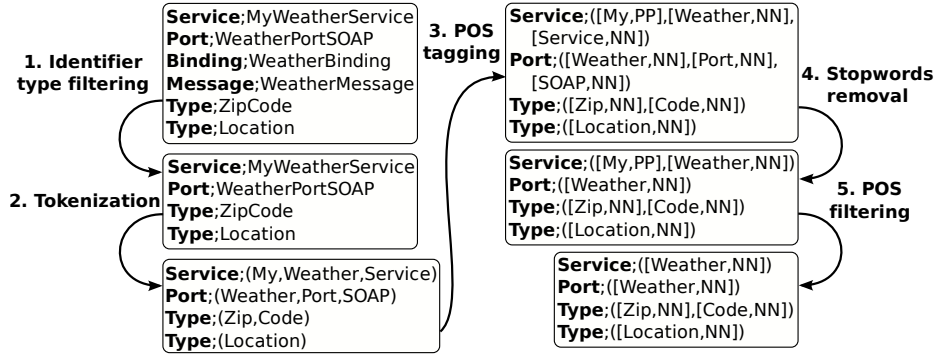 1. Identifier
type filtering
Service;MyWeatherService
Port;WeatherPortSOAP
Binding;WeatherBinding
Message;WeatherMessage
Type;ZipCode
Type;Location
2. Tokenization
Service;MyWeatherService
Port;WeatherPortSOAP
Type;ZipCode
Type;Location
Service;(My,Weather,Service)
Port;(Weather,Port,SOAP)
Type;(Zip,Code)
Type;(Location)
3. POS
tagging
Service;([My,PP],[Weather,NN],
[Service,NN])
Port;([Weather,NN],[Port,NN],
[SOAP,NN])
Type;([Zip,NN],[Code,NN])
Type;([Location,NN])
4. Stopwords
removal
Service;([My,PP],[Weather,NN])
Port;([Weather,NN])
Type;([Zip,NN],[Code,NN])
Type;([Location,NN])
5. POS
filtering
Service;([Weather,NN])
Port;([Weather,NN])
Type;([Zip,NN],[Code,NN])
Type;([Location,NN])